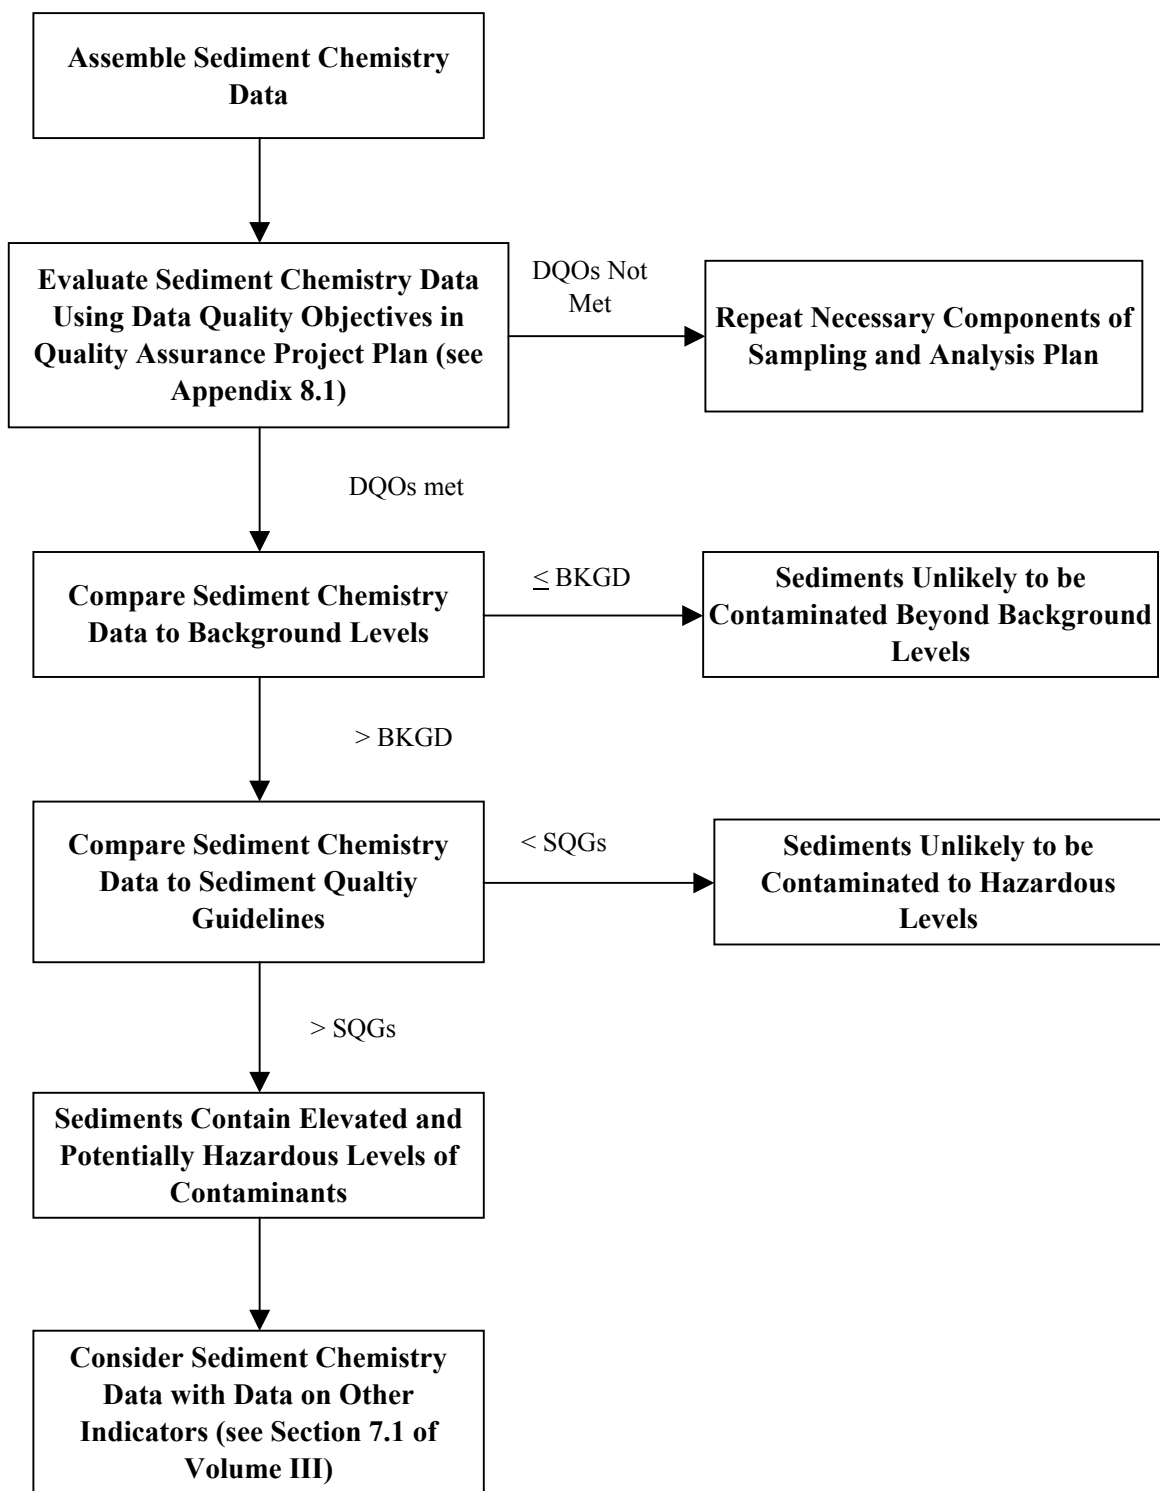 Assemble Sediment Chemistry
Data
Evaluate Sediment Chemistry Data
Using Data Quality Objectives in
Quality Assurance Project Plan (see
Appendix 8.1)
DQOs Not
Met
Repeat Necessary Components of
Sampling and Analysis Plan
DQOs met
Compare Sediment Chemistry
Data to Background Levels
≤ BKGD
Sediments Unlikely to be
Contaminated Beyond Background
Levels
> BKGD
Compare Sediment Chemistry
Data to Sediment Qualtiy
Guidelines
< SQGs
Sediments Unlikely to be
Contaminated to Hazardous
Levels
> SQGs
Sediments Contain Elevated and
Potentially Hazardous Levels of
Contaminants
Consider Sediment Chemistry
Data with Data on Other
Indicators (see Section 7.1 of
Volume III)